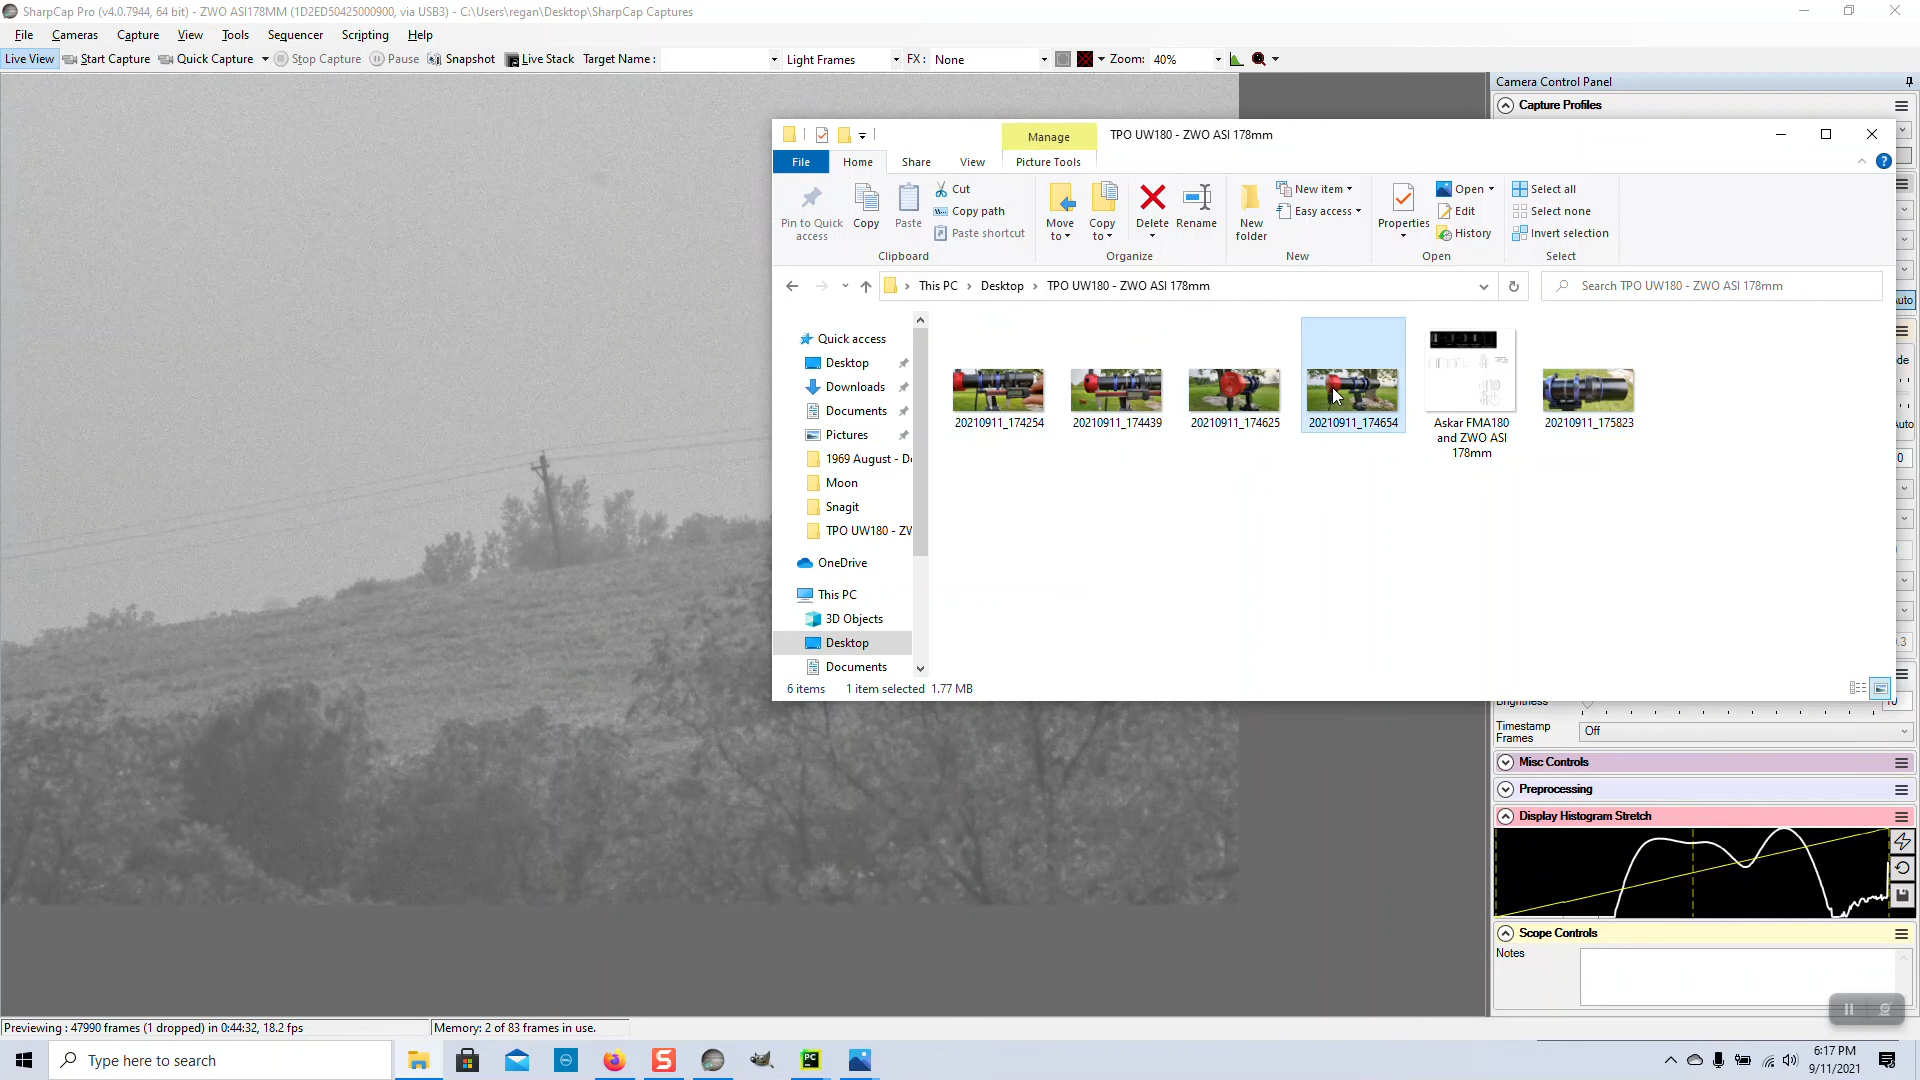 SharpCap Pro (v4.0.7944, 64 bit) - ZWO ASI178MM (1D2ED50425000900, via USB3) - C:\Users\regan\Desktop\SharpCap Captures
File Cameras Capture View Tools Sequencer Scripting Help
Live View Start Capture Quick Capture Stop Capture Pause Snapshot Live Stack Target Name : Light Frames FX : None Zoom: 40%
Camera Control Panel
Capture Profiles
Manage TPO UW180 - ZWO ASI 178mm
File Home Share View Picture Tools
Pin to Quick access
Copy
Paste
Cut
Copy path
Paste shortcut
Clipboard
Move to
Copy to
Delete
Rename
Organize
New folder
New item
Easy access
New
Properties
Open
Edit
History
Open
Select all
Select none
Invert selection
Select
This PC Desktop TPO UW180 - ZWO ASI 178mm
Search TPO UW180 - ZWO ASI 178mm
Quick access
Desktop
Downloads
Documents
Pictures
1969 August - D
Moon
Snagit
TPO UW180 - ZW
OneDrive
This PC
3D Objects
Desktop
Documents
20210911_174254
20210911_174439
20210911_174625
20210911_174654
Askar FMA180
and ZWO ASI
178mm
20210911_175823
6 items 1 item selected 1.77 MB
Auto
de
Auto
0
.3
Brightness 10
Timestamp
Frames
Off
Misc Controls
Preprocessing
Display Histogram Stretch
Scope Controls
Notes
Previewing : 47990 frames (1 dropped) in 0:44:32, 18.2 fps
Memory: 2 of 83 frames in use.
Type here to search
DELL
S
PC
6:17 PM
9/11/2021